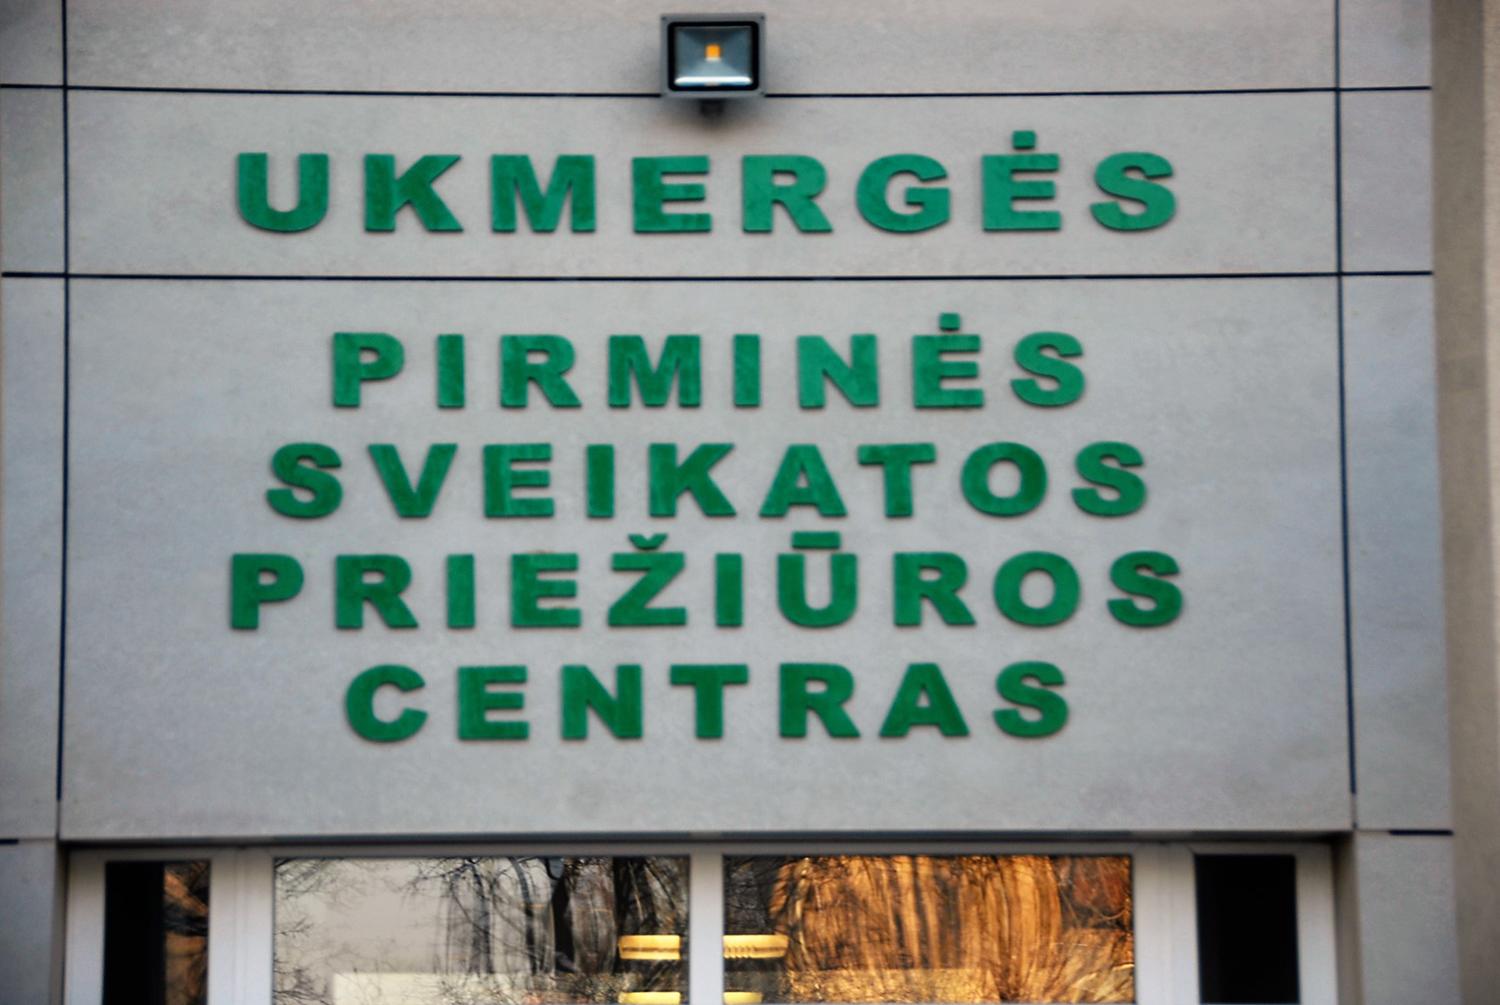 UKMERGĖS
PIRMINĖS
SVEIKATOS
PRIEŽIŪROS
CENTRAS